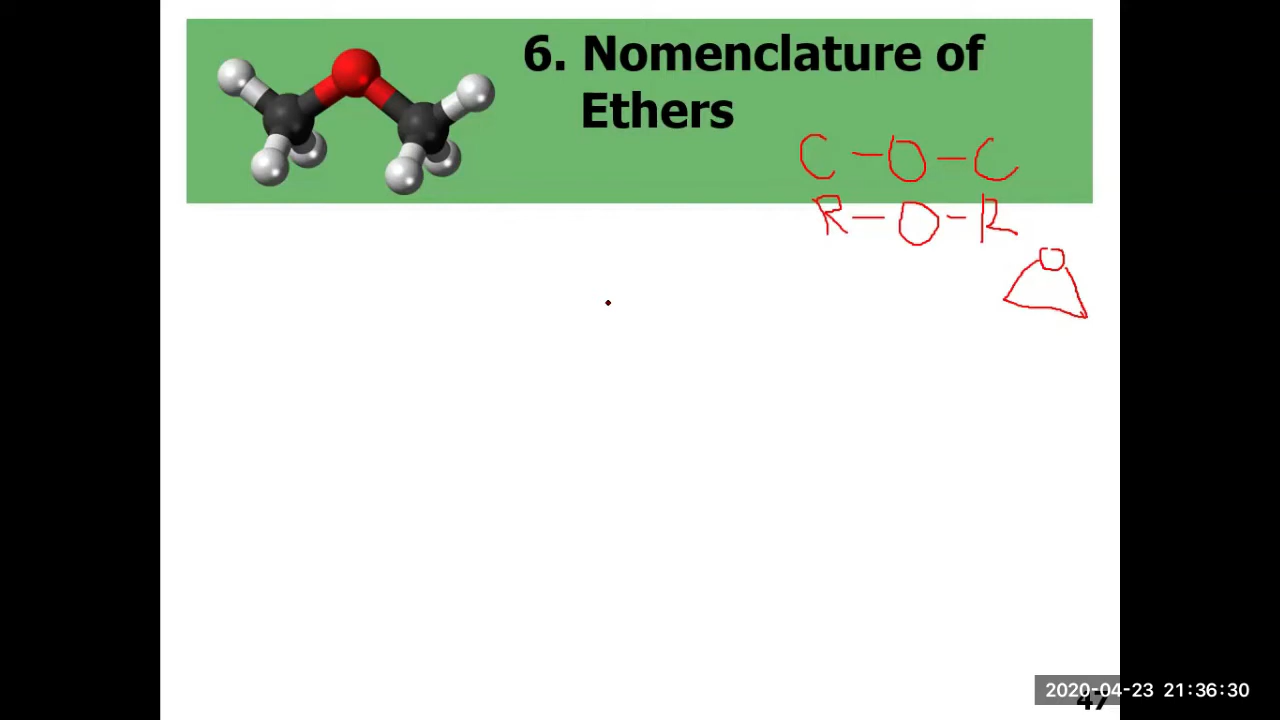 6. Nomenclature of
Ethers
C-O-C
R-O-R
O
2020-04-23 21:36:30
47